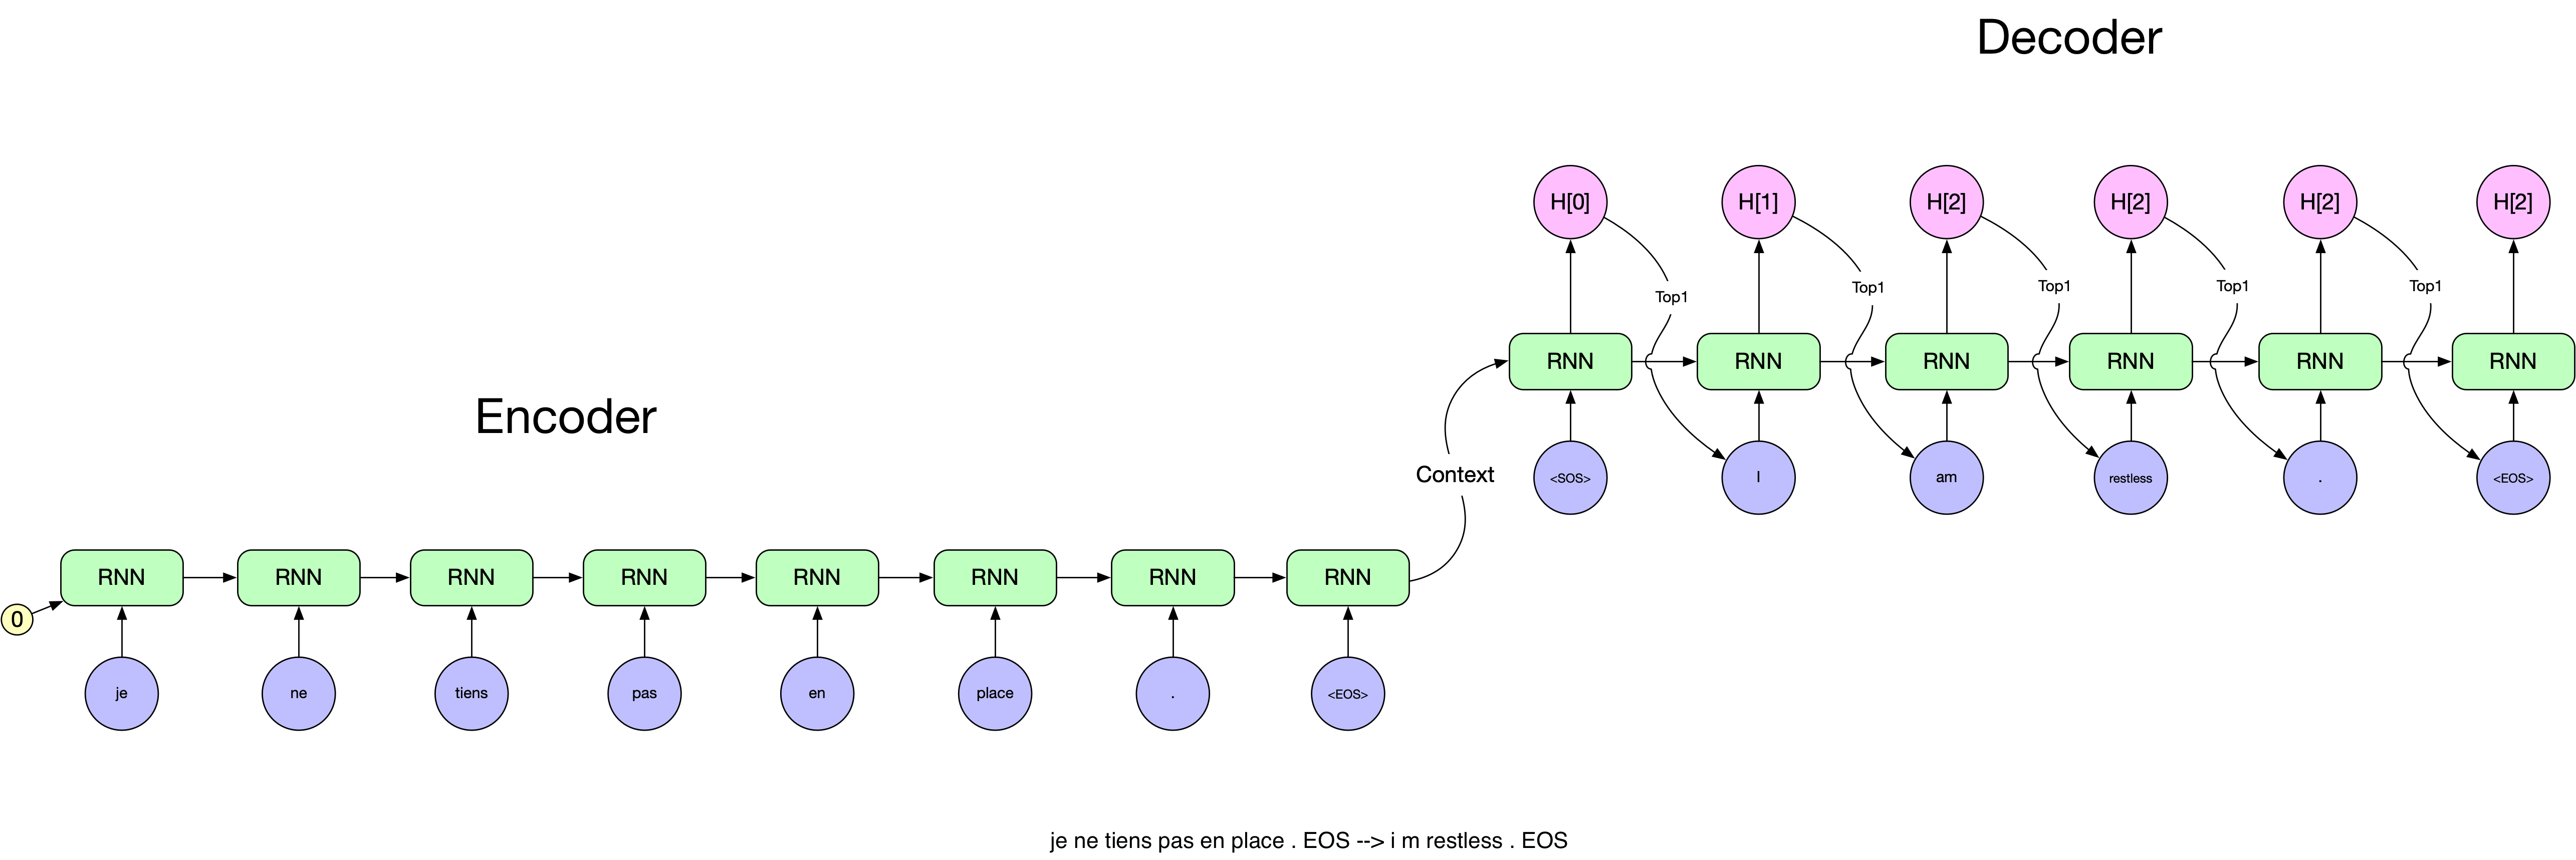 Decoder
H[0] H[1] H[2] H[2] H[2] H[2]
Top1 Top1 Top1 Top1 Top1
RNN RNN RNN RNN RNN RNN
Encoder
Context
<SOS> I am restless . <EOS>
RNN RNN RNN RNN RNN RNN RNN RNN
0
je ne tiens pas en place . <EOS>
je ne tiens pas en place . EOS --> i m restless . EOS